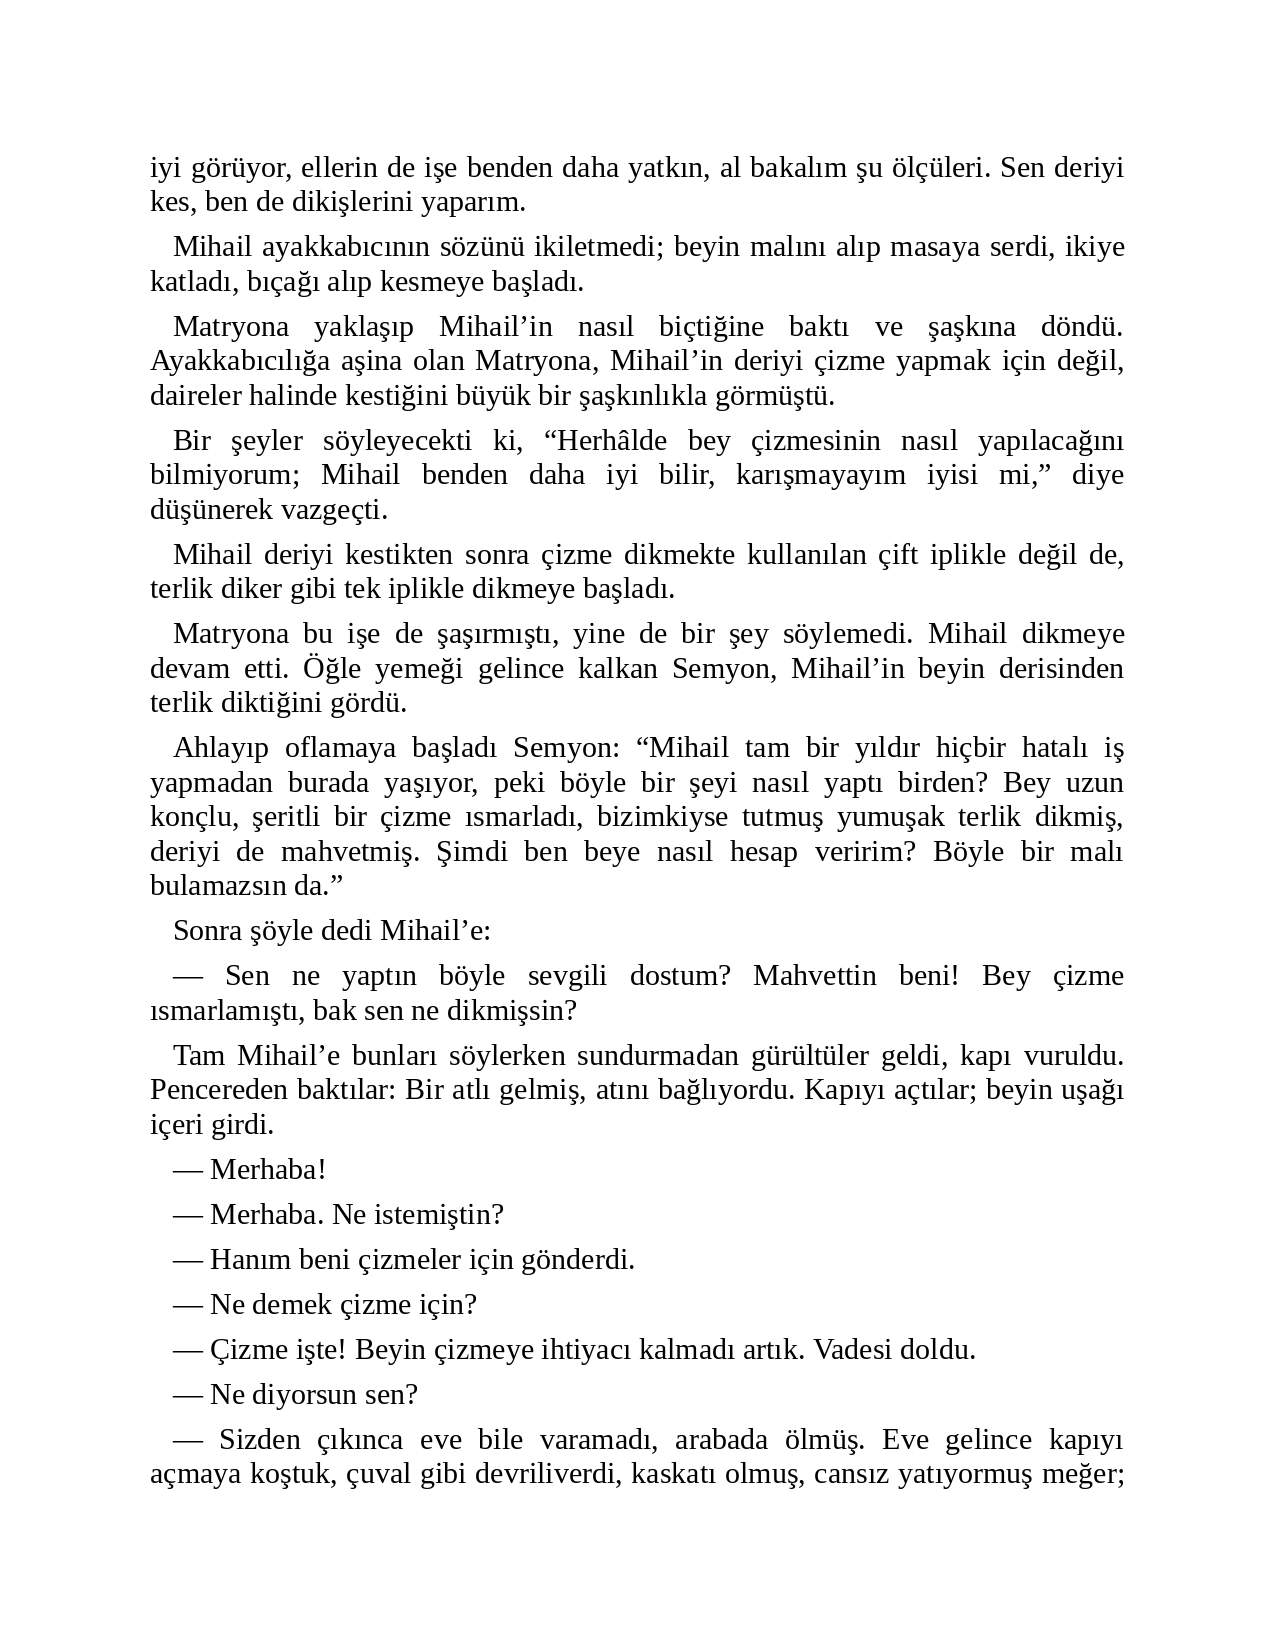 iyi görüyor, ellerin de işe benden daha yatkın, al bakalım şu ölçüleri. Sen deriyi
kes, ben de dikişlerini yaparım.
Mihail ayakkabıcının sözünü ikiletmedi; beyin malını alıp masaya serdi, ikiye
katladı, bıçağı alıp kesmeye başladı.
Matryona yaklaşıp Mihail’in nasıl biçtiğine baktı ve şaşkına döndü.
Ayakkabıcılığa aşina olan Matryona, Mihail’in deriyi çizme yapmak için değil,
daireler halinde kestiğini büyük bir şaşkınlıkla görmüştü.
Bir şeyler söyleyecekti ki, “Herhâlde bey çizmesinin nasıl yapılacağını
bilmiyorum; Mihail benden daha iyi bilir, karışmayayım iyisi mi,” diye
düşünerek vazgeçti.
Mihail deriyi kestikten sonra çizme dikmekte kullanılan çift iplikle değil de,
terlik diker gibi tek iplikle dikmeye başladı.
Matryona bu işe de şaşırmıştı, yine de bir şey söylemedi. Mihail dikmeye
devam etti. Öğle yemeği gelince kalkan Semyon, Mihail’in beyin derisinden
terlik diktiğini gördü.
Ahlayıp oflamaya başladı Semyon: “Mihail tam bir yıldır hiçbir hatalı iş
yapmadan burada yaşıyor, peki böyle bir şeyi nasıl yaptı birden? Bey uzun
konçlu, şeritli bir çizme ısmarladı, bizimkiyse tutmuş yumuşak terlik dikmiş,
deriyi de mahvetmiş. Şimdi ben beye nasıl hesap veririm? Böyle bir malı
bulamazsın da.”
Sonra şöyle dedi Mihail’e:
— Sen ne yaptın böyle sevgili dostum? Mahvettin beni! Bey çizme
ısmarlamıştı, bak sen ne dikmişsin?
Tam Mihail’e bunları söylerken sundurmadan gürültüler geldi, kapı vuruldu.
Pencereden baktılar: Bir atlı gelmiş, atını bağlıyordu. Kapıyı açtılar; beyin uşağı
içeri girdi.
— Merhaba!
— Merhaba. Ne istemiştin?
— Hanım beni çizmeler için gönderdi.
— Ne demek çizme için?
— Çizme işte! Beyin çizmeye ihtiyacı kalmadı artık. Vadesi doldu.
— Ne diyorsun sen?
— Sizden çıkınca eve bile varamadı, arabada ölmüş. Eve gelince kapıyı
açmaya koştuk, çuval gibi devriliverdi, kaskatı olmuş, cansız yatıyormuş meğer;